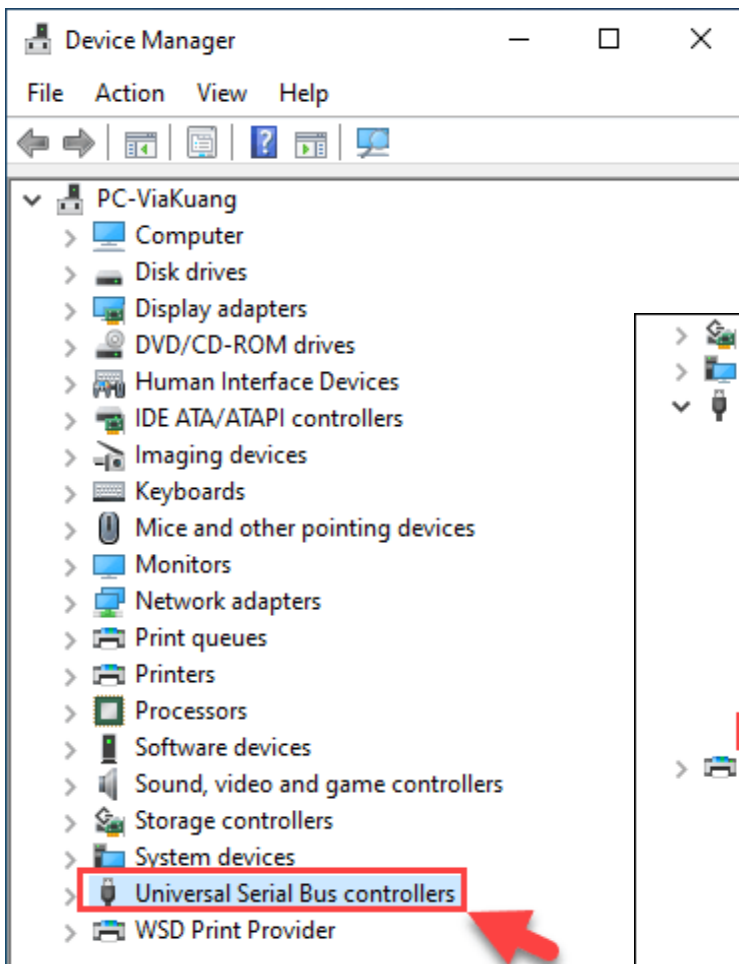 Device Manager
File Action View Help
PC-ViaKuang
Computer
Disk drives
Display adapters
DVD/CD-ROM drives
Human Interface Devices
IDE ATA/ATAPI controllers
Imaging devices
Keyboards
Mice and other pointing devices
Monitors
Network adapters
Print queues
Printers
Processors
Software devices
Sound, video and game controllers
Storage controllers
System devices
Universal Serial Bus controllers
WSD Print Provider